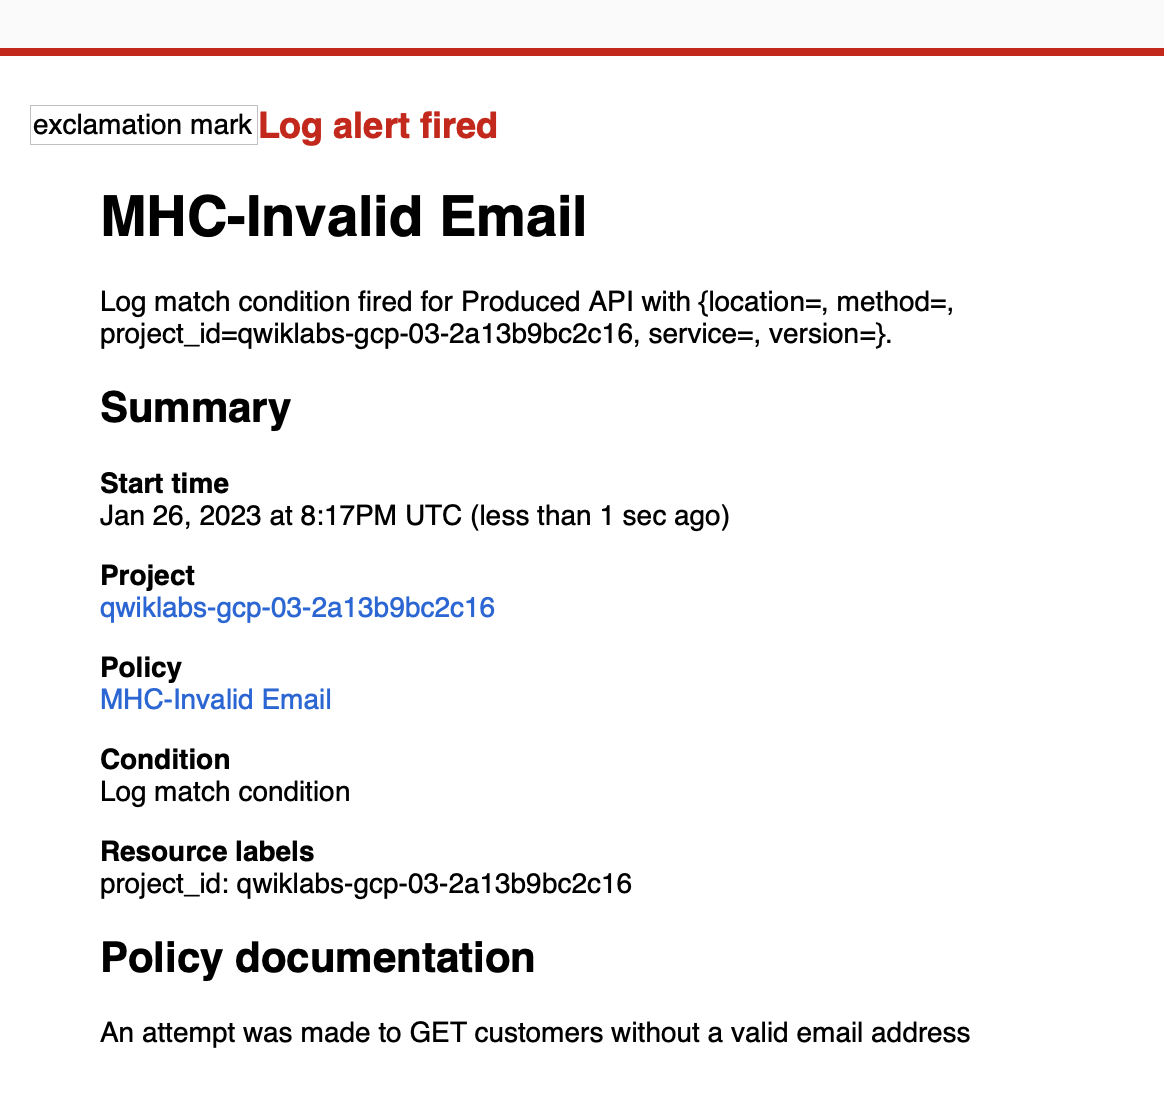 exclamation mark Log alert fired
MHC-Invalid Email
Log match condition fired for Produced API with {location=, method=,
project_id=qwiklabs-gcp-03-2a13b9bc2c16, service=, version=}.
Summary
Start time
Jan 26, 2023 at 8:17PM UTC (less than 1 sec ago)
Project
qwiklabs-gcp-03-2a13b9bc2c16
Policy
MHC-Invalid Email
Condition
Log match condition
Resource labels
project_id: qwiklabs-gcp-03-2a13b9bc2c16
Policy documentation
An attempt was made to GET customers without a valid email address